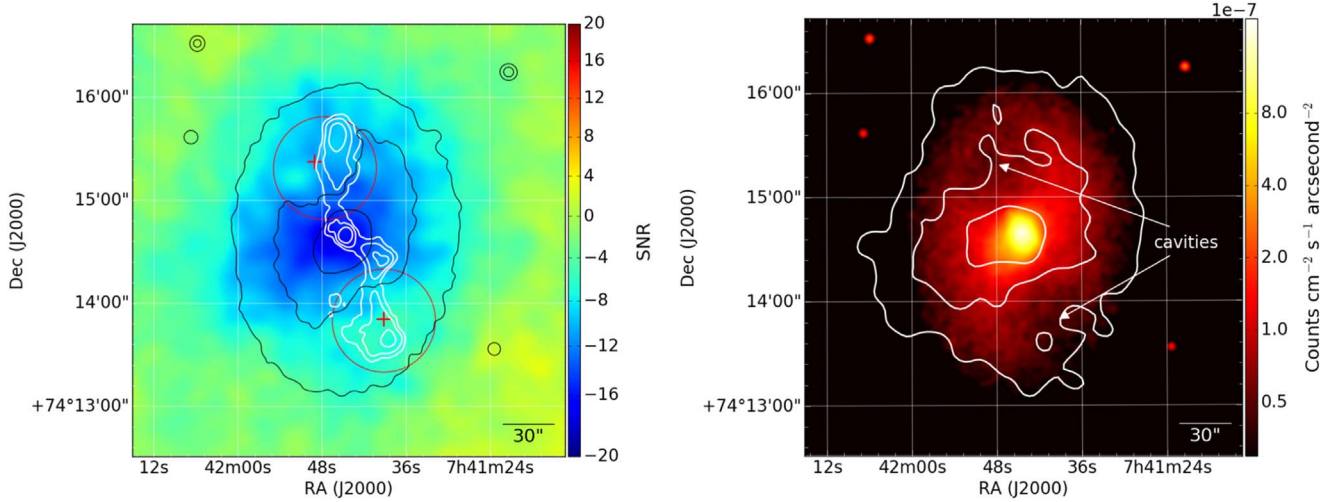 20
16
12
8
4
0
−4
−8
−12
−16
−20
SNR
16'00"
15'00"
14'00"
+74°13'00"
Dec (J2000)
30"
12s 42m00s 48s 36s 7h41m24s
RA (J2000)
1e−7
8.0
4.0
2.0
1.0
0.5
Counts cm−2 s−1 arcsecond−2
16'00"
15'00"
14'00"
+74°13'00"
Dec (J2000)
cavities
30"
12s 42m00s 48s 36s 7h41m24s
RA (J2000)